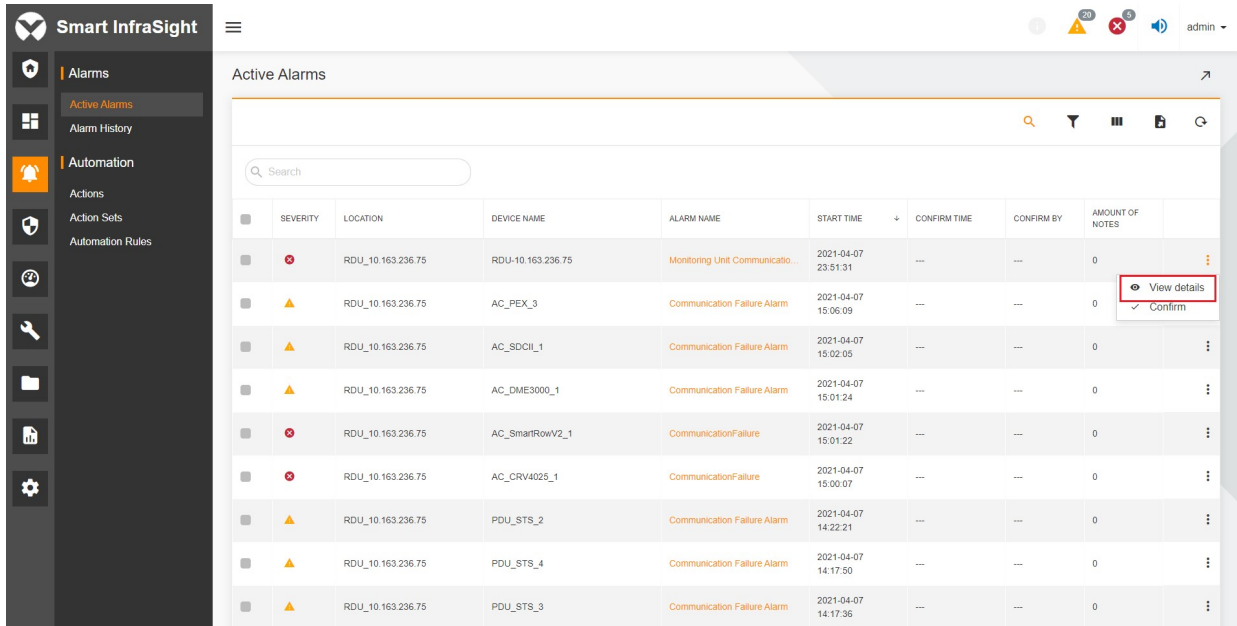 Smart InfraSight
20
5
admin
Alarms
Active Alarms
Alarm History
Automation
Actions
Action Sets
Automation Rules
Active Alarms
Search
SEVERITY LOCATION DEVICE NAME ALARM NAME START TIME CONFIRM TIME CONFIRM BY AMOUNT OF
NOTES
RDU_10.163.236.75 RDU-10.163.236.75 Monitoring Unit Communicatio... 2021-04-07
23:51:31 --- --- 0
View details
Confirm
RDU_10.163.236.75 AC_PEX_3 Communication Failure Alarm 2021-04-07
15:06:09 --- --- 0
RDU_10.163.236.75 AC_SDCII_1 Communication Failure Alarm 2021-04-07
15:02:05 --- --- 0
RDU_10.163.236.75 AC_DME3000_1 Communication Failure Alarm 2021-04-07
15:01:24 --- --- 0
RDU_10.163.236.75 AC_SmartRowV2_1 CommunicationFailure 2021-04-07
15:01:22 --- --- 0
RDU_10.163.236.75 AC_CRV4025_1 CommunicationFailure 2021-04-07
15:00:07 --- --- 0
RDU_10.163.236.75 PDU_STS_2 Communication Failure Alarm 2021-04-07
14:22:21 --- --- 0
RDU_10.163.236.75 PDU_STS_4 Communication Failure Alarm 2021-04-07
14:17:50 --- --- 0
RDU_10.163.236.75 PDU_STS_3 Communication Failure Alarm 2021-04-07
14:17:36 --- --- 0